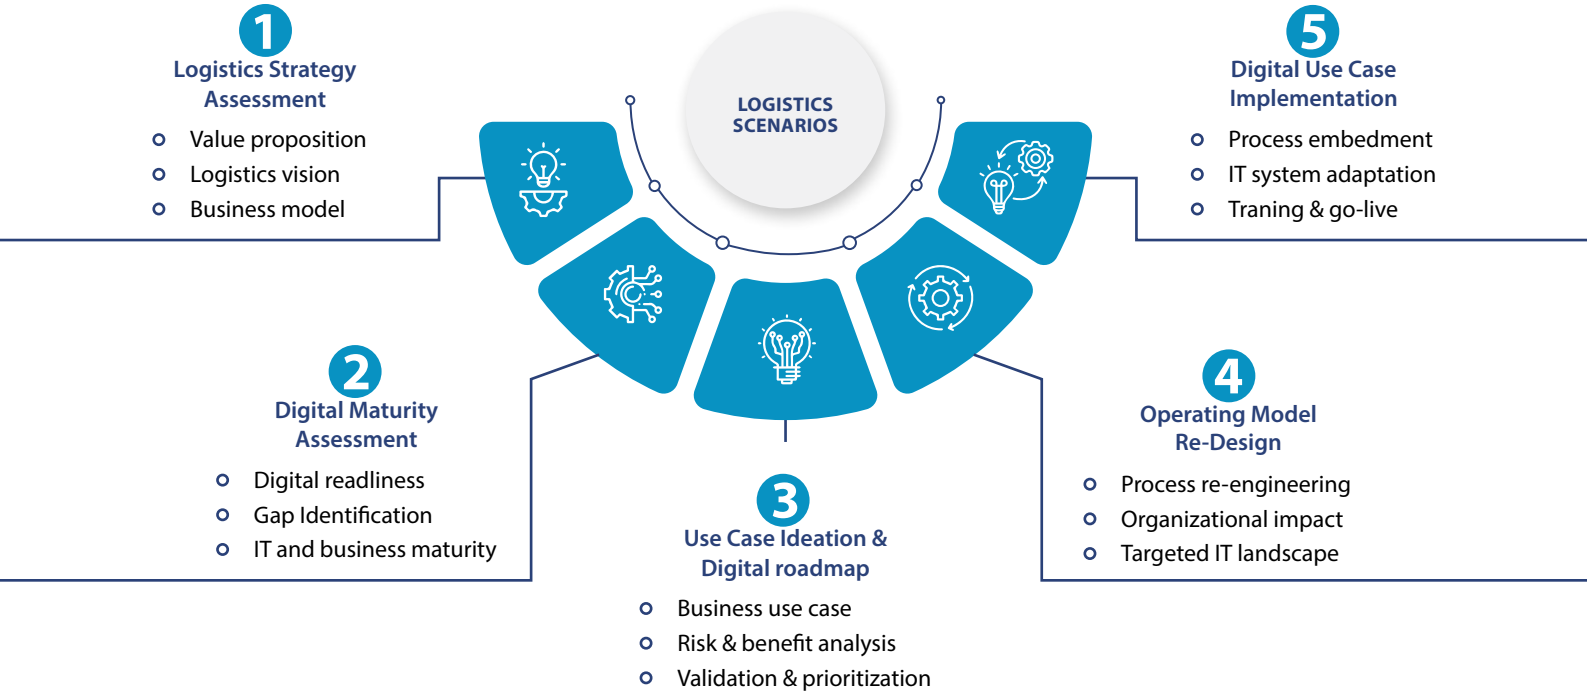 1
Logistics Strategy
Assessment
Value proposition
Logistics vision
Business model
2
Digital Maturity
Assessment
Digital readliness
Gap Identification
IT and business maturity
3
Use Case Ideation &
Digital roadmap
Business use case
Risk & benefit analysis
Validation & prioritization
4
Operating Model
Re-Design
Process re-engineering
Organizational impact
Targeted IT landscape
5
Digital Use Case
Implementation
Process embedment
IT system adaptation
Traning & go-live
LOGISTICS
SCENARIOS